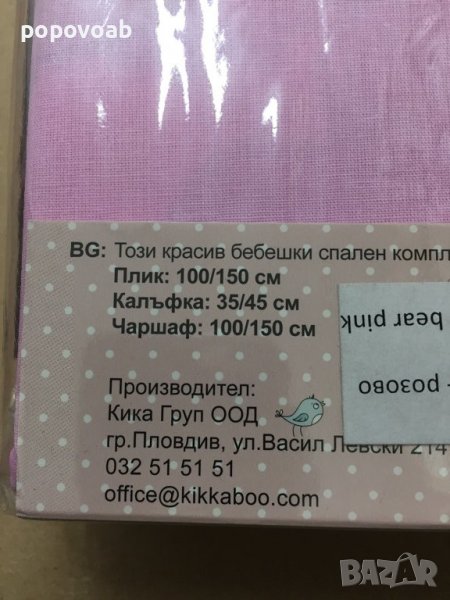 popovoab
BG: Този красив бебешки спален компл
Плик: 100/150 см
Калъфка: 35/45 см
Чаршаф: 100/150 см
bear pink
- розово
Производител:
Кика Груп ООД
гр.Пловдив, ул.Васил Левски 214
032 51 51 51
office@kikkaboo.com
BAZAR